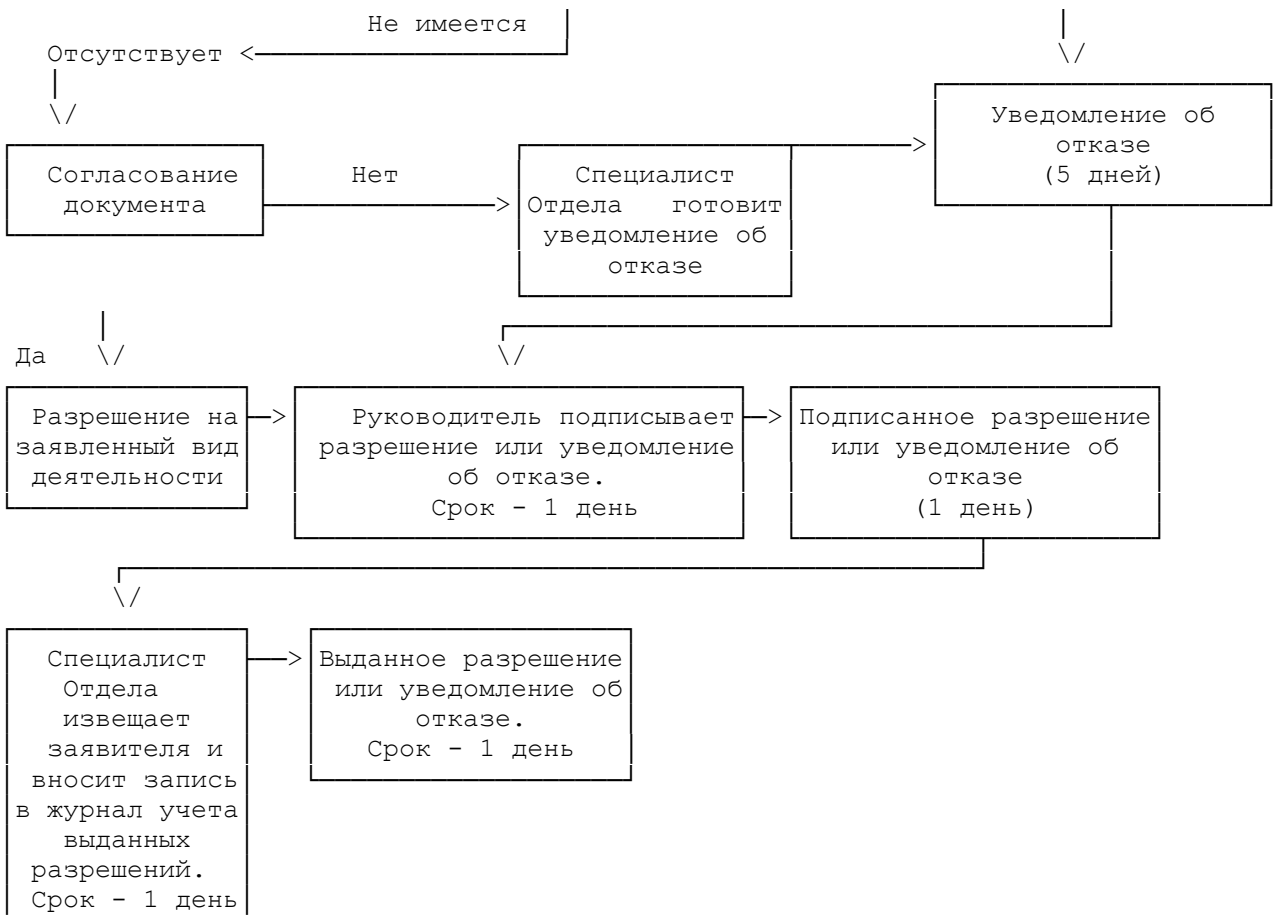 Не имеется
Отсутствует
Уведомление об
отказе
(5 дней)
Согласование
документа
Нет
Специалист
Отдела готовит
уведомление об
отказе
Да
Разрешение на
заявленный вид
деятельности
Руководитель подписывает
разрешение или уведомление
об отказе.
Срок - 1 день
Подписанное разрешение
или уведомление об
отказе
(1 день)
Специалист
Отдела
извещает
заявителя и
вносит запись
в журнал учета
выданных
разрешений.
Срок - 1 день
Выданное разрешение
или уведомление об
отказе.
Срок - 1 день